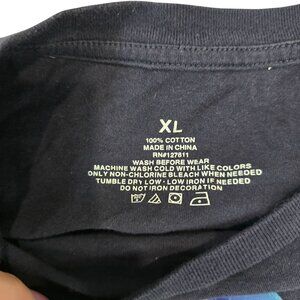 XL
100% COTTON
MADE IN CHINA
RN#127611
WASH BEFORE WEAR
MACHINE WASH COLD WITH LIKE COLORS
ONLY NON-CHLORINE BLEACH WHEN NEEDED
TUMBLE DRY LOW - LOW IRON IF NEEDED
DO NOT IRON DECORATION